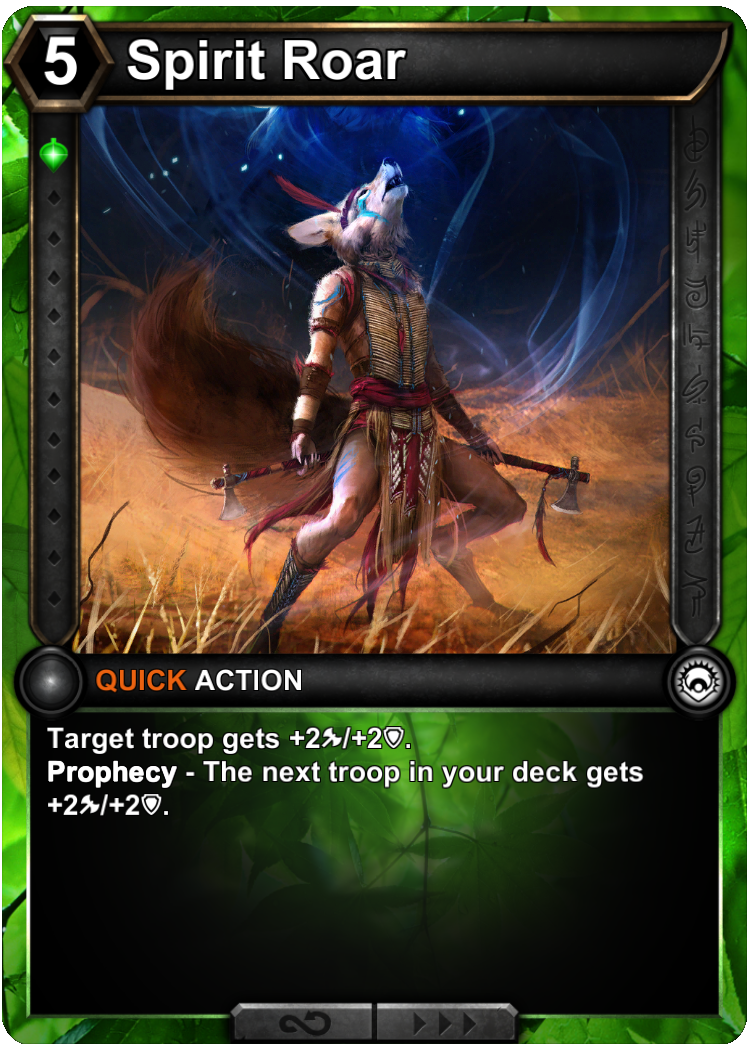 5 Spirit Roar
QUICK ACTION
Target troop gets +2/+2.
Prophecy - The next troop in your deck gets
+2/+2.